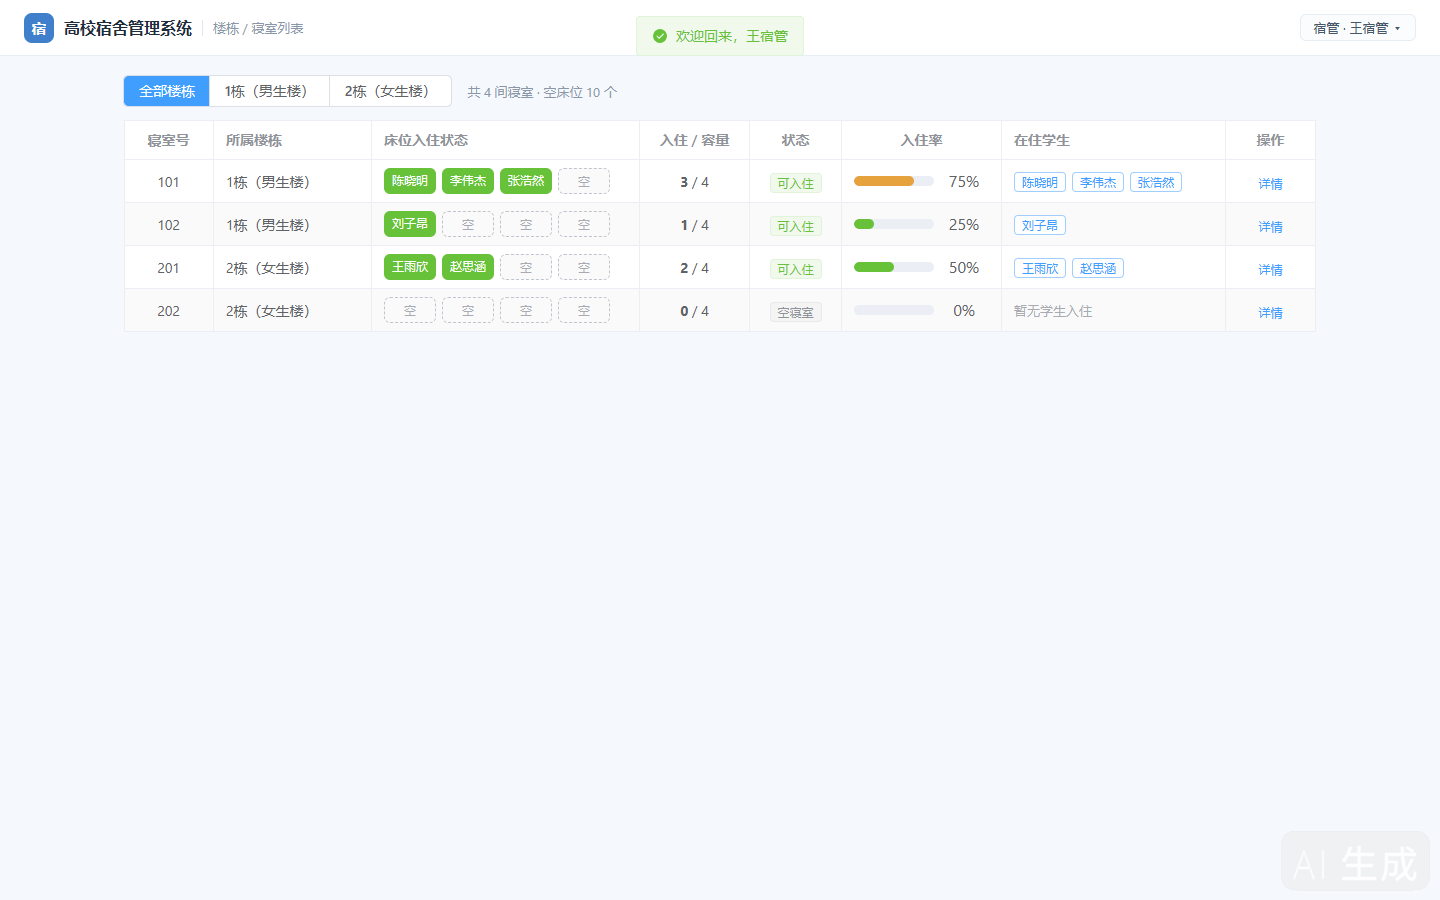 宿 高校宿舍管理系统 楼栋 / 寝室列表 欢迎回来，王宿管 宿管 · 王宿管
全部楼栋 1栋（男生楼） 2栋（女生楼） 共 4 间寝室 · 空床位 10 个
寝室号 所属楼栋 床位入住状态 入住 / 容量 状态 入住率 在住学生 操作
101 1栋（男生楼） 陈晓明 李伟杰 张浩然 空 3 / 4 可入住 75% 陈晓明 李伟杰 张浩然 详情
102 1栋（男生楼） 刘子昂 空 空 空 1 / 4 可入住 25% 刘子昂 详情
201 2栋（女生楼） 王雨欣 赵思涵 空 空 2 / 4 可入住 50% 王雨欣 赵思涵 详情
202 2栋（女生楼） 空 空 空 空 0 / 4 空寝室 0% 暂无学生入住 详情
AI 生成